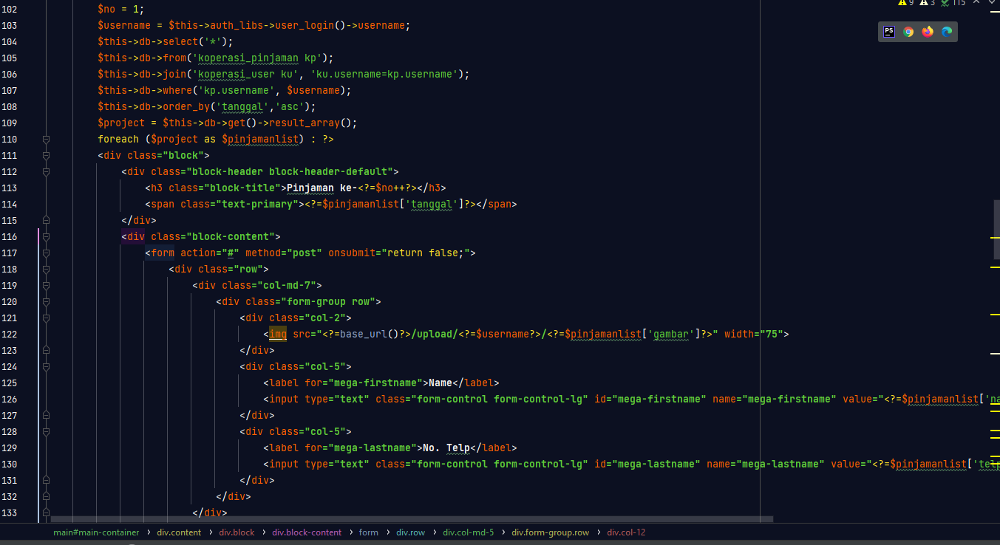 9 3 115
PS
102 $no = 1;
103 $username = $this->auth_libs->user_login()->username;
104 $this->db->select('*');
105 $this->db->from('koperasi_pinjaman kp');
106 $this->db->join('koperasi_user ku', 'ku.username=kp.username');
107 $this->db->where('kp.username', $username);
108 $this->db->order_by('tanggal','asc');
109 $project = $this->db->get()->result_array();
110 foreach ($project as $pinjamanlist) : ?>
111 <div class="block">
112 <div class="block-header block-header-default">
113 <h3 class="block-title">Pinjaman ke-<?=$no++?></h3>
114 <span class="text-primary"><?=$pinjamanlist['tanggal']?></span>
115 </div>
116 <div class="block-content">
117 <form action="#" method="post" onsubmit="return false;">
118 <div class="row">
119 <div class="col-md-7">
120 <div class="form-group row">
121 <div class="col-2">
122 <img src="<?=base_url()?>/upload/<?=$username?>/<?=$pinjamanlist['gambar']?>" width="75">
123 </div>
124 <div class="col-5">
125 <label for="mega-firstname">Name</label>
126 <input type="text" class="form-control form-control-lg" id="mega-firstname" name="mega-firstname" value="<?=$pinjamanlist['na
127 </div>
128 <div class="col-5">
129 <label for="mega-lastname">No. Telp</label>
130 <input type="text" class="form-control form-control-lg" id="mega-lastname" name="mega-lastname" value="<?=$pinjamanlist['telp
131 </div>
132 </div>
133 </div>
main#main-container › div.content › div.block › div.block-content › form › div.row › div.col-md-5 › div.form-group.row › div.col-12